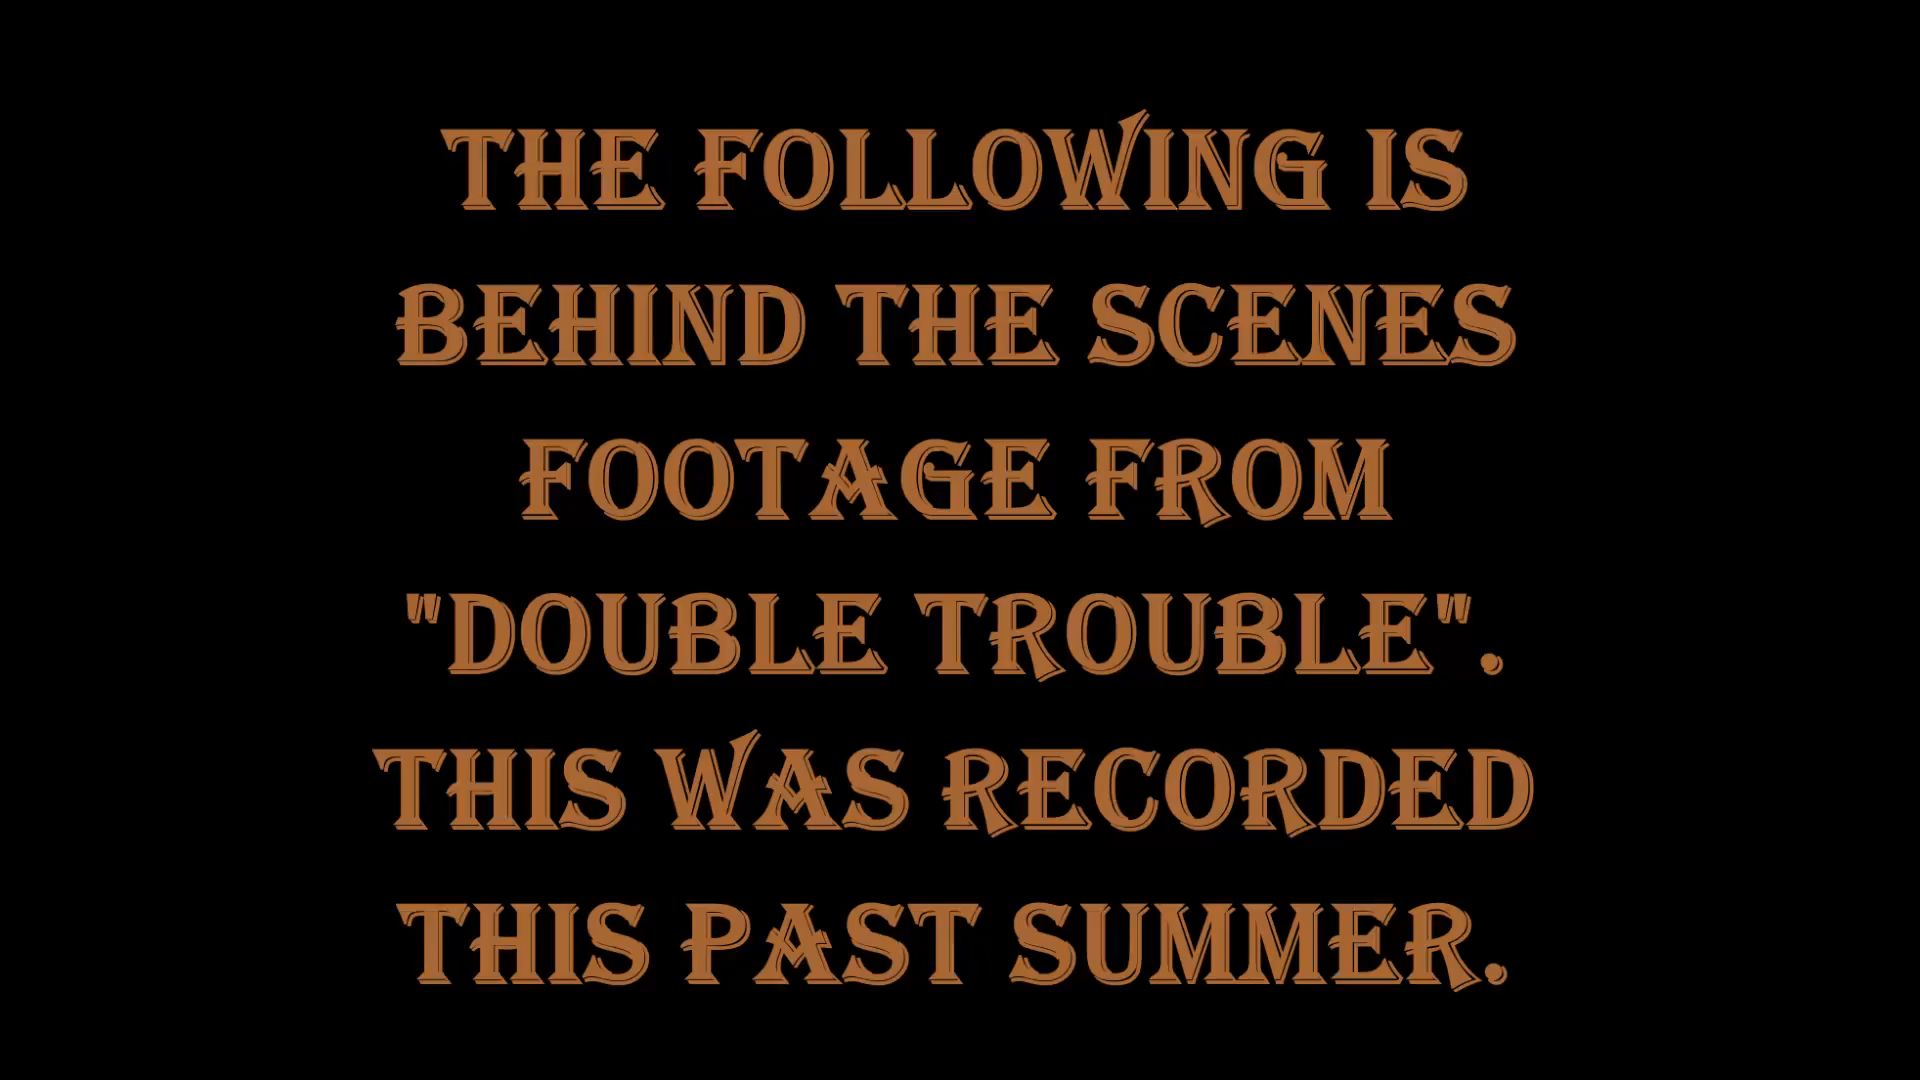 THE FOLLOWING IS
BEHIND THE SCENES
FOOTAGE FROM
"DOUBLE TROUBLE".
THIS WAS RECORDED
THIS PAST SUMMER.